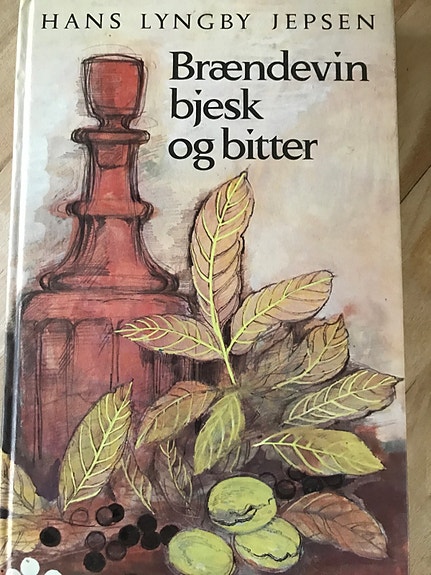 HANS LYNGBY JEPSEN
Brændevin
bjesk
og bitter